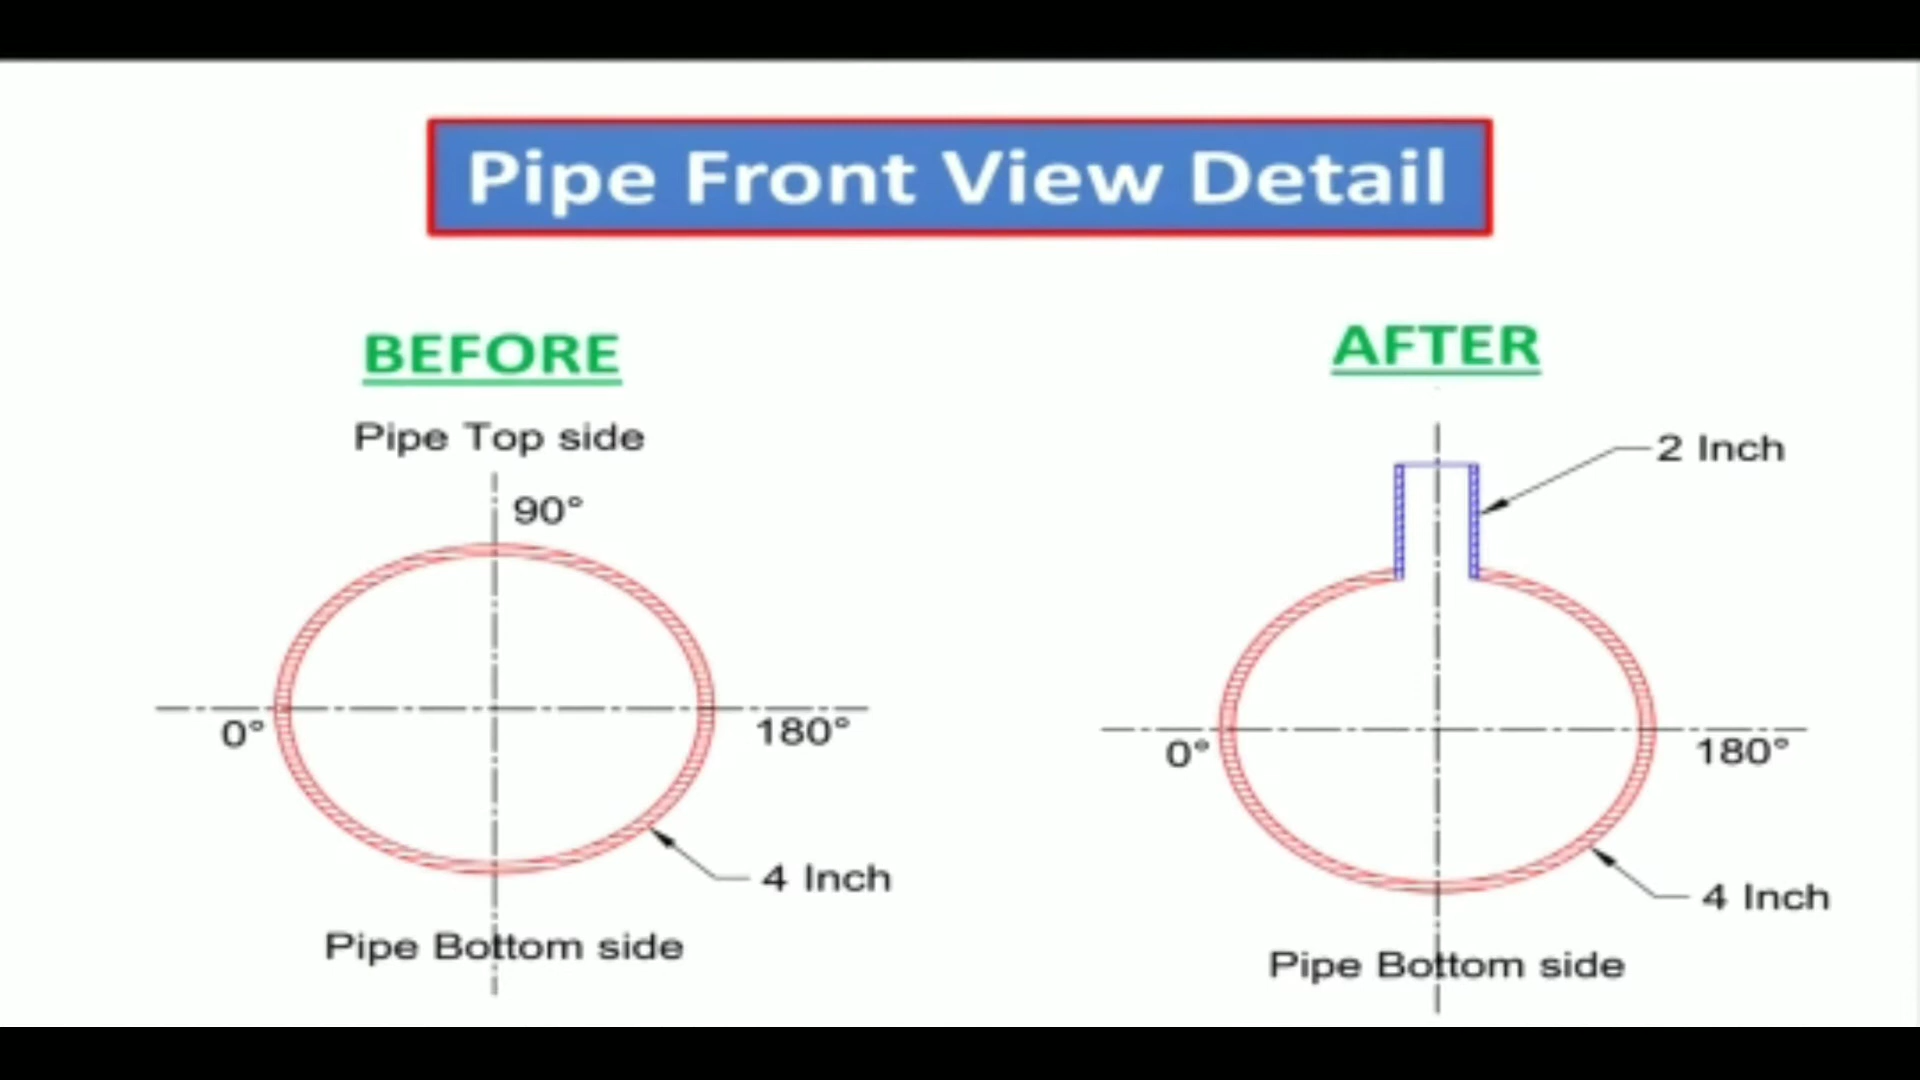 Pipe Front View Detail
BEFORE
Pipe Top side
90°
0°
180°
4 Inch
Pipe Bottom side
AFTER
2 Inch
0°
180°
4 Inch
Pipe Bottom side